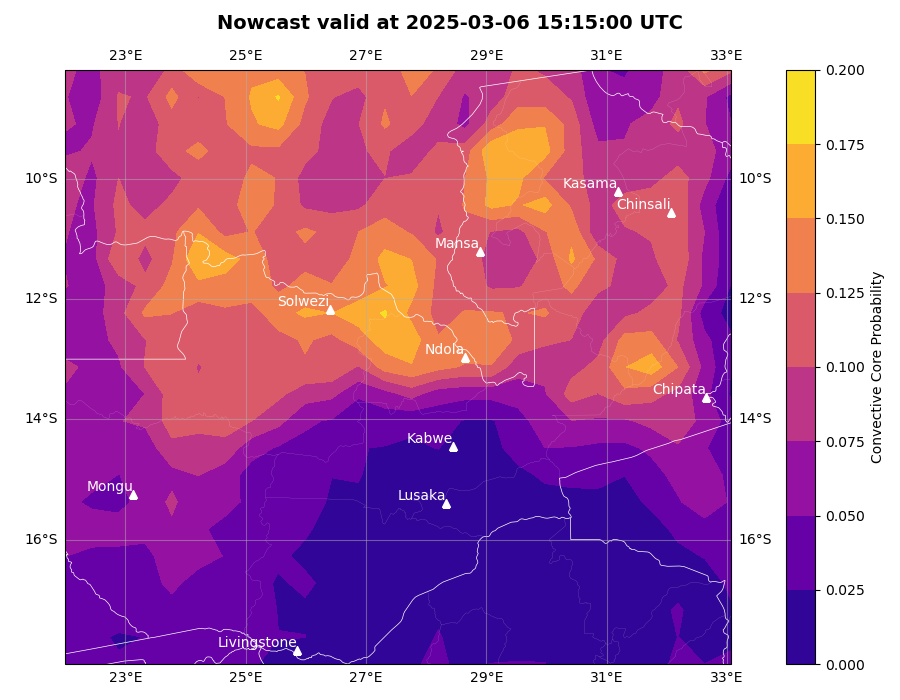 Nowcast valid at 2025-03-06 15:15:00 UTC
23°E 25°E 27°E 29°E 31°E 33°E
0.200
0.175
10°S Kasama 10°S
Chinsali
0.150
Mansa
12°S 12°S
Solwezi
0.125
Ndola
0.100
Chipata
14°S 14°S
Kabwe
0.075
Mongu
Lusaka
0.050
16°S 16°S
0.025
Livingstone
0.000
23°E 25°E 27°E 29°E 31°E 33°E
Convective Core Probability